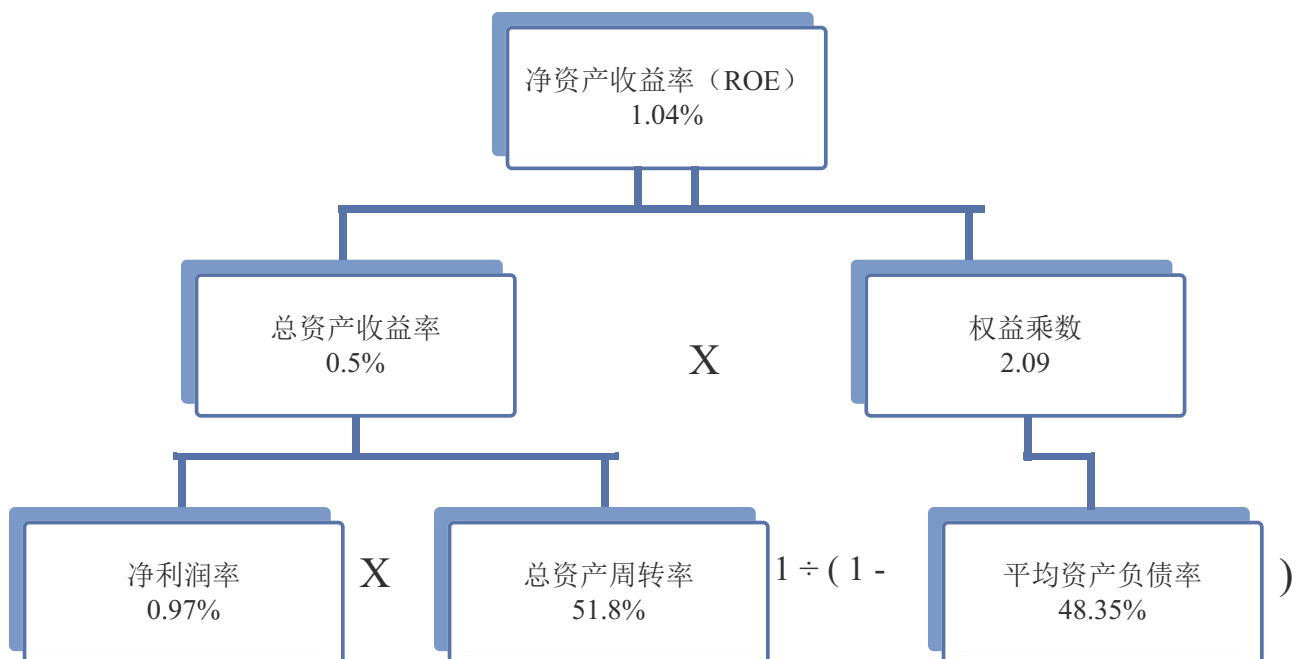 净资产收益率（ROE）
1.04%
总资产收益率
0.5%
X
权益乘数
2.09
净利润率
0.97%
X
总资产周转率
51.8%
1 ÷ ( 1 -
平均资产负债率
48.35%
)